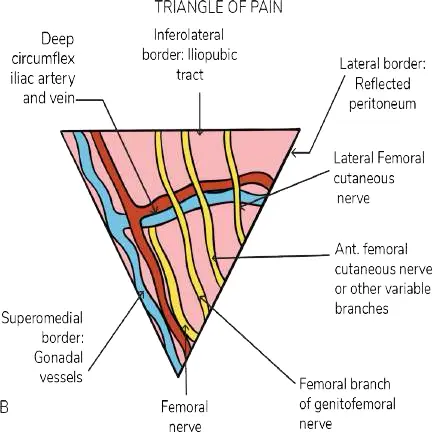 TRIANGLE OF PAIN
Deep
circumflex
iliac artery
and vein
Inferolateral
border: Iliopubic
tract
Lateral border:
Reflected
peritoneum
Lateral Femoral
cutaneous
nerve
Ant. femoral
cutaneous nerve
or other variable
branches
Superomedial
border:
Gonadal
vessels
Femoral branch
of genitofemoral
nerve
Femoral
nerve
B